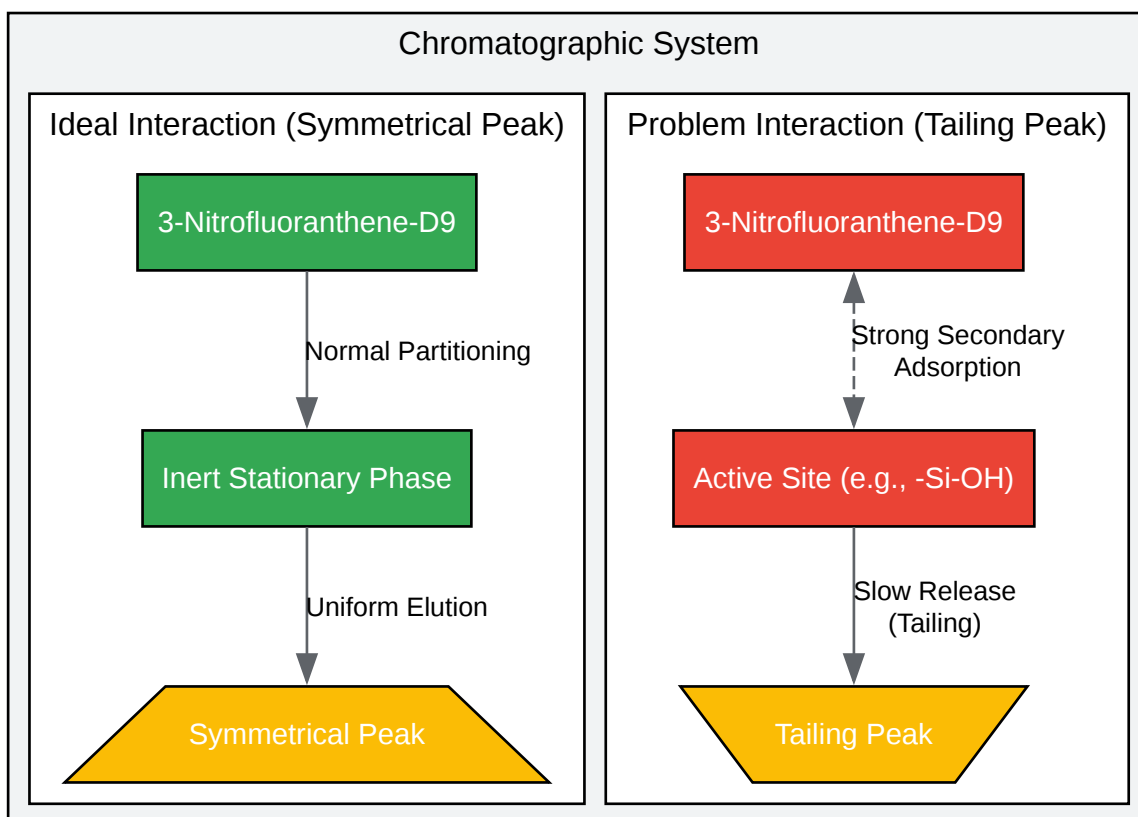 Chromatographic System
Ideal Interaction (Symmetrical Peak)
3-Nitrofluoranthene-D9
Normal Partitioning
Inert Stationary Phase
Uniform Elution
Symmetrical Peak
Problem Interaction (Tailing Peak)
3-Nitrofluoranthene-D9
Strong Secondary
Adsorption
Active Site (e.g., -Si-OH)
Slow Release
(Tailing)
Tailing Peak